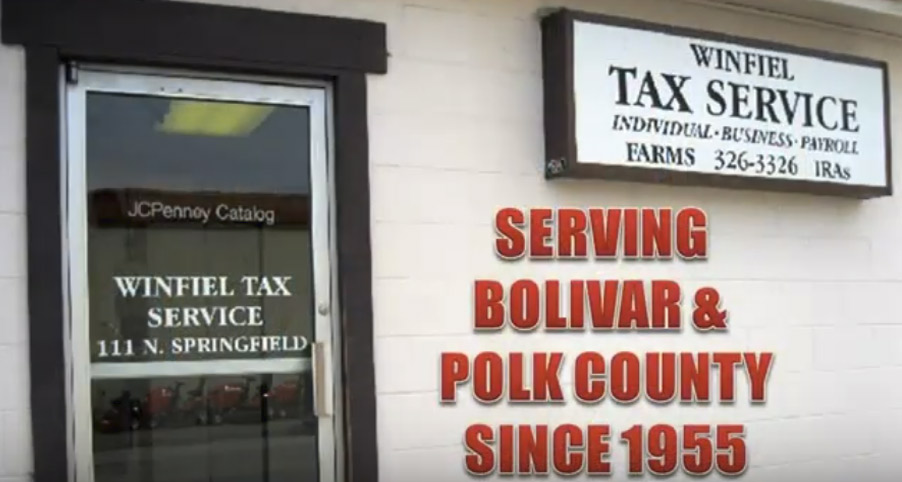 WINFIEL
TAX SERVICE
INDIVIDUAL · BUSINESS · PAYROLL
FARMS 326-3326 IRAs
JCPenney Catalog
WINFIEL TAX
SERVICE
111 N. SPRINGFIELD
SERVING
BOLIVAR &
POLK COUNTY
SINCE 1955